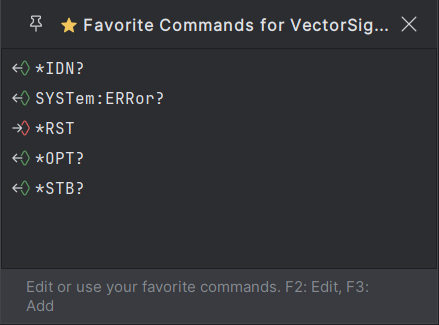 Favorite Commands for VectorSig...
*IDN?
SYSTem:ERRor?
*RST
*OPT?
*STB?
Edit or use your favorite commands. F2: Edit, F3:
Add